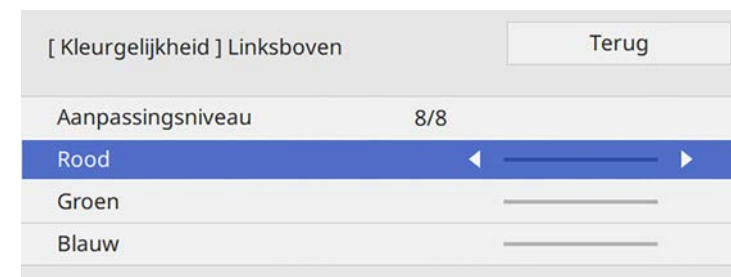 [ Kleurgelijkheid ] Linksboven
Terug
Aanpassingsniveau 8/8
Rood
Groen
Blauw